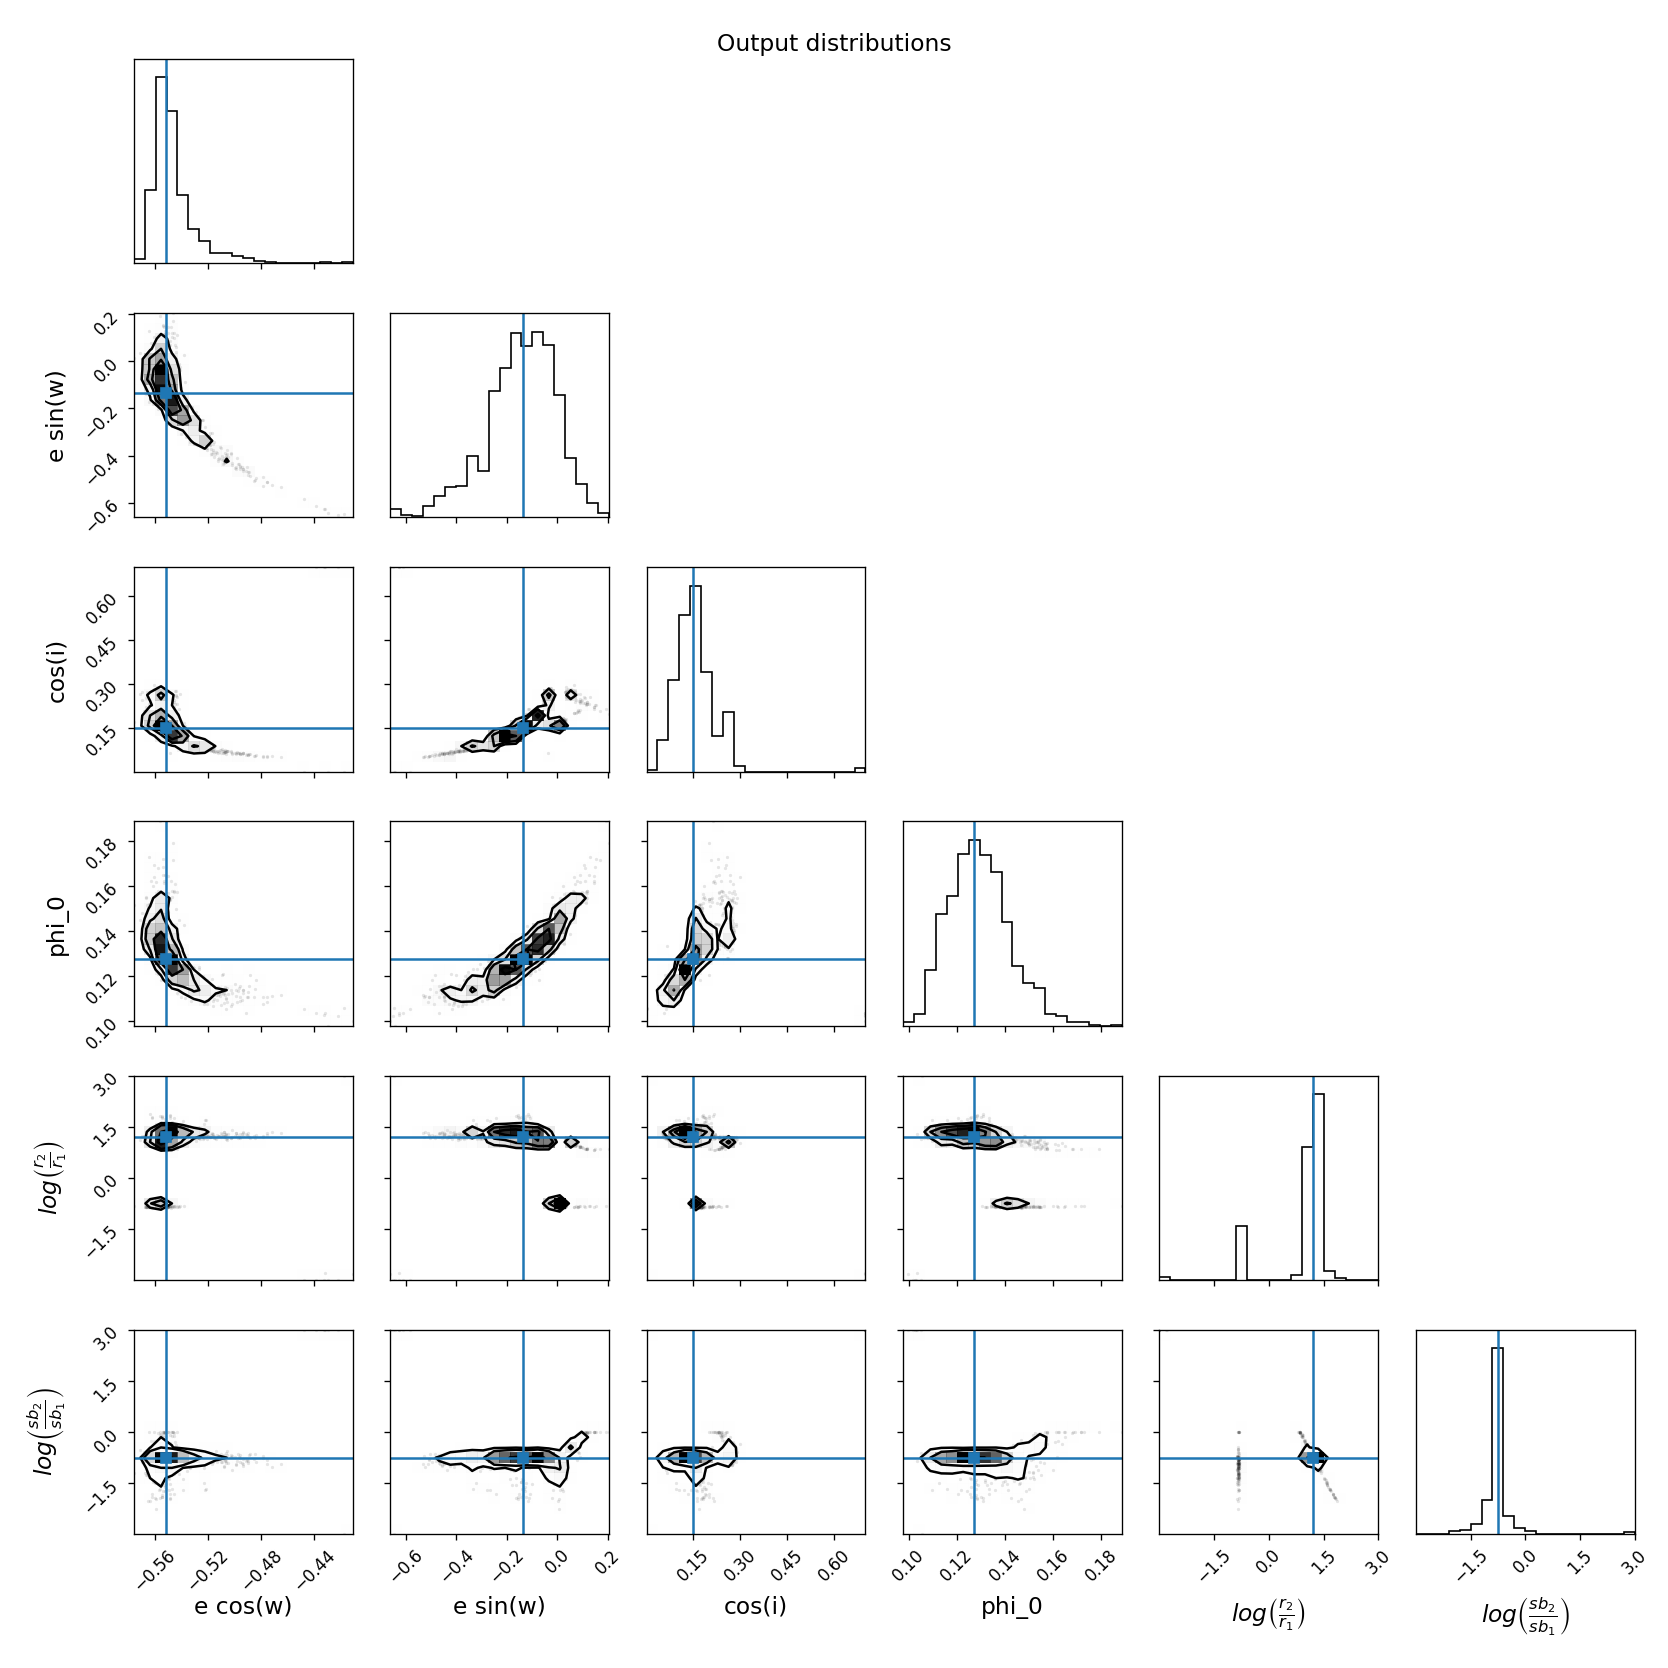 Output distributions
0.2
0.0
−0.2
−0.4
−0.6
e sin(w)
0.60
0.45
0.30
0.15
cos(i)
0.18
0.16
0.14
0.12
0.10
phi_0
3.0
1.5
0.0
−1.5
log(r2/r1)
3.0
1.5
0.0
−1.5
log(sb2/sb1)
−0.56 −0.52 −0.48 −0.44
−0.6 −0.4 −0.2 0.0 0.2
0.15 0.30 0.45 0.60
0.10 0.12 0.14 0.16 0.18
−1.5 0.0 1.5 3.0
−1.5 0.0 1.5 3.0
e cos(w)
e sin(w)
cos(i)
phi_0
log(r2/r1)
log(sb2/sb1)